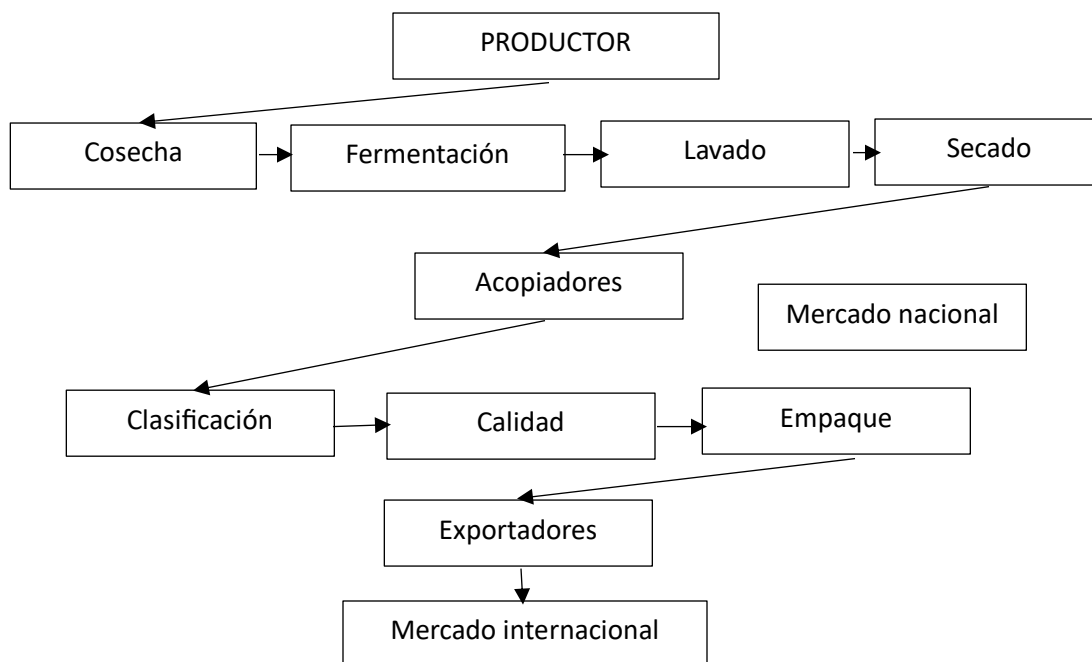 PRODUCTOR
Cosecha
Fermentación
Lavado
Secado
Acopiadores
Mercado nacional
Clasificación
Calidad
Empaque
Exportadores
Mercado internacional